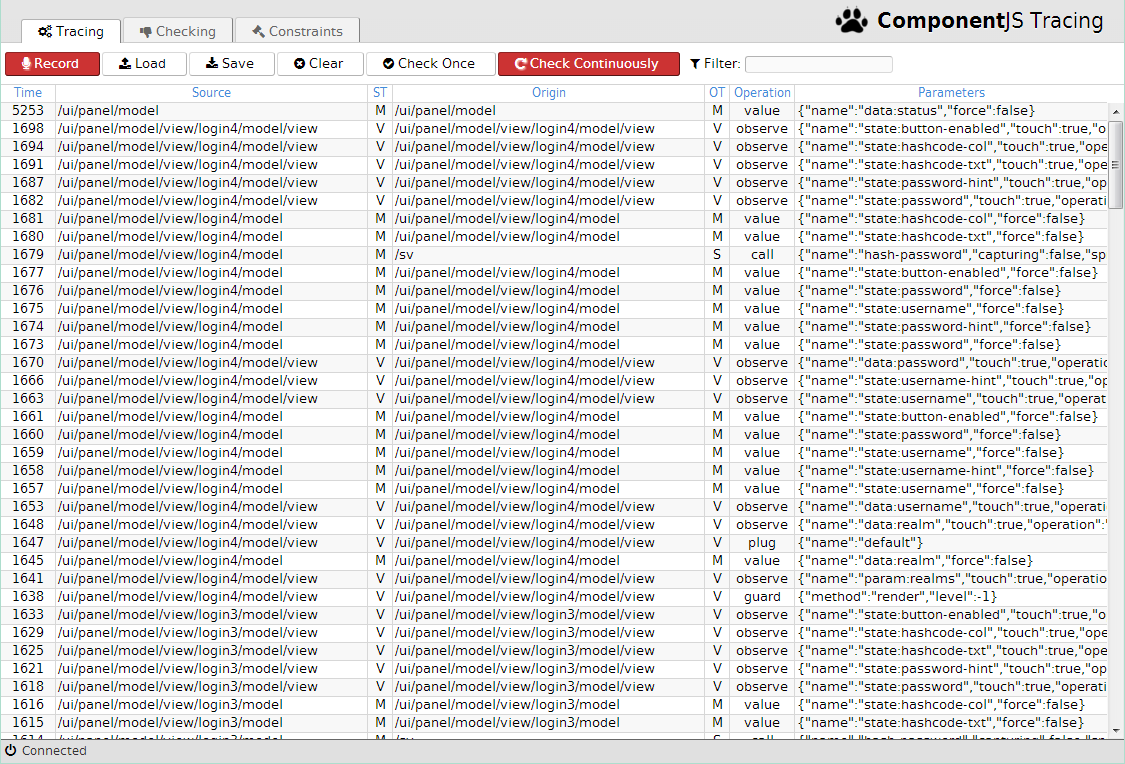 ComponentJS Tracing
Tracing Checking Constraints
Record Load Save Clear Check Once Check Continuously Filter:
Time Source ST Origin OT Operation Parameters
5253 /ui/panel/model M /ui/panel/model M value {"name":"data:status","force":false}
1698 /ui/panel/model/view/login4/model/view V /ui/panel/model/view/login4/model/view V observe {"name":"state:button-enabled","touch":true,"o
1694 /ui/panel/model/view/login4/model/view V /ui/panel/model/view/login4/model/view V observe {"name":"state:hashcode-col","touch":true,"ope
1691 /ui/panel/model/view/login4/model/view V /ui/panel/model/view/login4/model/view V observe {"name":"state:hashcode-txt","touch":true,"ope
1687 /ui/panel/model/view/login4/model/view V /ui/panel/model/view/login4/model/view V observe {"name":"state:password-hint","touch":true,"op
1682 /ui/panel/model/view/login4/model/view V /ui/panel/model/view/login4/model/view V observe {"name":"state:password","touch":true,"operati
1681 /ui/panel/model/view/login4/model M /ui/panel/model/view/login4/model M value {"name":"state:hashcode-col","force":false}
1680 /ui/panel/model/view/login4/model M /ui/panel/model/view/login4/model M value {"name":"state:hashcode-txt","force":false}
1679 /ui/panel/model/view/login4/model M /sv S call {"name":"hash-password","capturing":false,"sp
1677 /ui/panel/model/view/login4/model M /ui/panel/model/view/login4/model M value {"name":"state:button-enabled","force":false}
1676 /ui/panel/model/view/login4/model M /ui/panel/model/view/login4/model M value {"name":"state:password","force":false}
1675 /ui/panel/model/view/login4/model M /ui/panel/model/view/login4/model M value {"name":"state:username","force":false}
1674 /ui/panel/model/view/login4/model M /ui/panel/model/view/login4/model M value {"name":"state:password-hint","force":false}
1673 /ui/panel/model/view/login4/model M /ui/panel/model/view/login4/model M value {"name":"state:password","force":false}
1670 /ui/panel/model/view/login4/model/view V /ui/panel/model/view/login4/model/view V observe {"name":"data:password","touch":true,"operatio
1666 /ui/panel/model/view/login4/model/view V /ui/panel/model/view/login4/model/view V observe {"name":"state:username-hint","touch":true,"op
1663 /ui/panel/model/view/login4/model/view V /ui/panel/model/view/login4/model/view V observe {"name":"state:username","touch":true,"operat
1661 /ui/panel/model/view/login4/model M /ui/panel/model/view/login4/model M value {"name":"state:button-enabled","force":false}
1660 /ui/panel/model/view/login4/model M /ui/panel/model/view/login4/model M value {"name":"state:password","force":false}
1659 /ui/panel/model/view/login4/model M /ui/panel/model/view/login4/model M value {"name":"state:username","force":false}
1658 /ui/panel/model/view/login4/model M /ui/panel/model/view/login4/model M value {"name":"state:username-hint","force":false}
1657 /ui/panel/model/view/login4/model M /ui/panel/model/view/login4/model M value {"name":"state:username","force":false}
1653 /ui/panel/model/view/login4/model/view V /ui/panel/model/view/login4/model/view V observe {"name":"data:username","touch":true,"operati
1648 /ui/panel/model/view/login4/model/view V /ui/panel/model/view/login4/model/view V observe {"name":"data:realm","touch":true,"operation":"
1647 /ui/panel/model/view/login4/model/view V /ui/panel/model/view/login4/model/view V plug {"name":"default"}
1645 /ui/panel/model/view/login4/model M /ui/panel/model/view/login4/model M value {"name":"data:realm","force":false}
1641 /ui/panel/model/view/login4/model/view V /ui/panel/model/view/login4/model/view V observe {"name":"param:realms","touch":true,"operatio
1638 /ui/panel/model/view/login4/model/view V /ui/panel/model/view/login4/model/view V guard {"method":"render","level":-1}
1633 /ui/panel/model/view/login3/model/view V /ui/panel/model/view/login3/model/view V observe {"name":"state:button-enabled","touch":true,"o
1629 /ui/panel/model/view/login3/model/view V /ui/panel/model/view/login3/model/view V observe {"name":"state:hashcode-col","touch":true,"ope
1625 /ui/panel/model/view/login3/model/view V /ui/panel/model/view/login3/model/view V observe {"name":"state:hashcode-txt","touch":true,"ope
1621 /ui/panel/model/view/login3/model/view V /ui/panel/model/view/login3/model/view V observe {"name":"state:password-hint","touch":true,"op
1618 /ui/panel/model/view/login3/model/view V /ui/panel/model/view/login3/model/view V observe {"name":"state:password","touch":true,"operati
1616 /ui/panel/model/view/login3/model M /ui/panel/model/view/login3/model M value {"name":"state:hashcode-col","force":false}
1615 /ui/panel/model/view/login3/model M /ui/panel/model/view/login3/model M value {"name":"state:hashcode-txt","force":false}
Connected